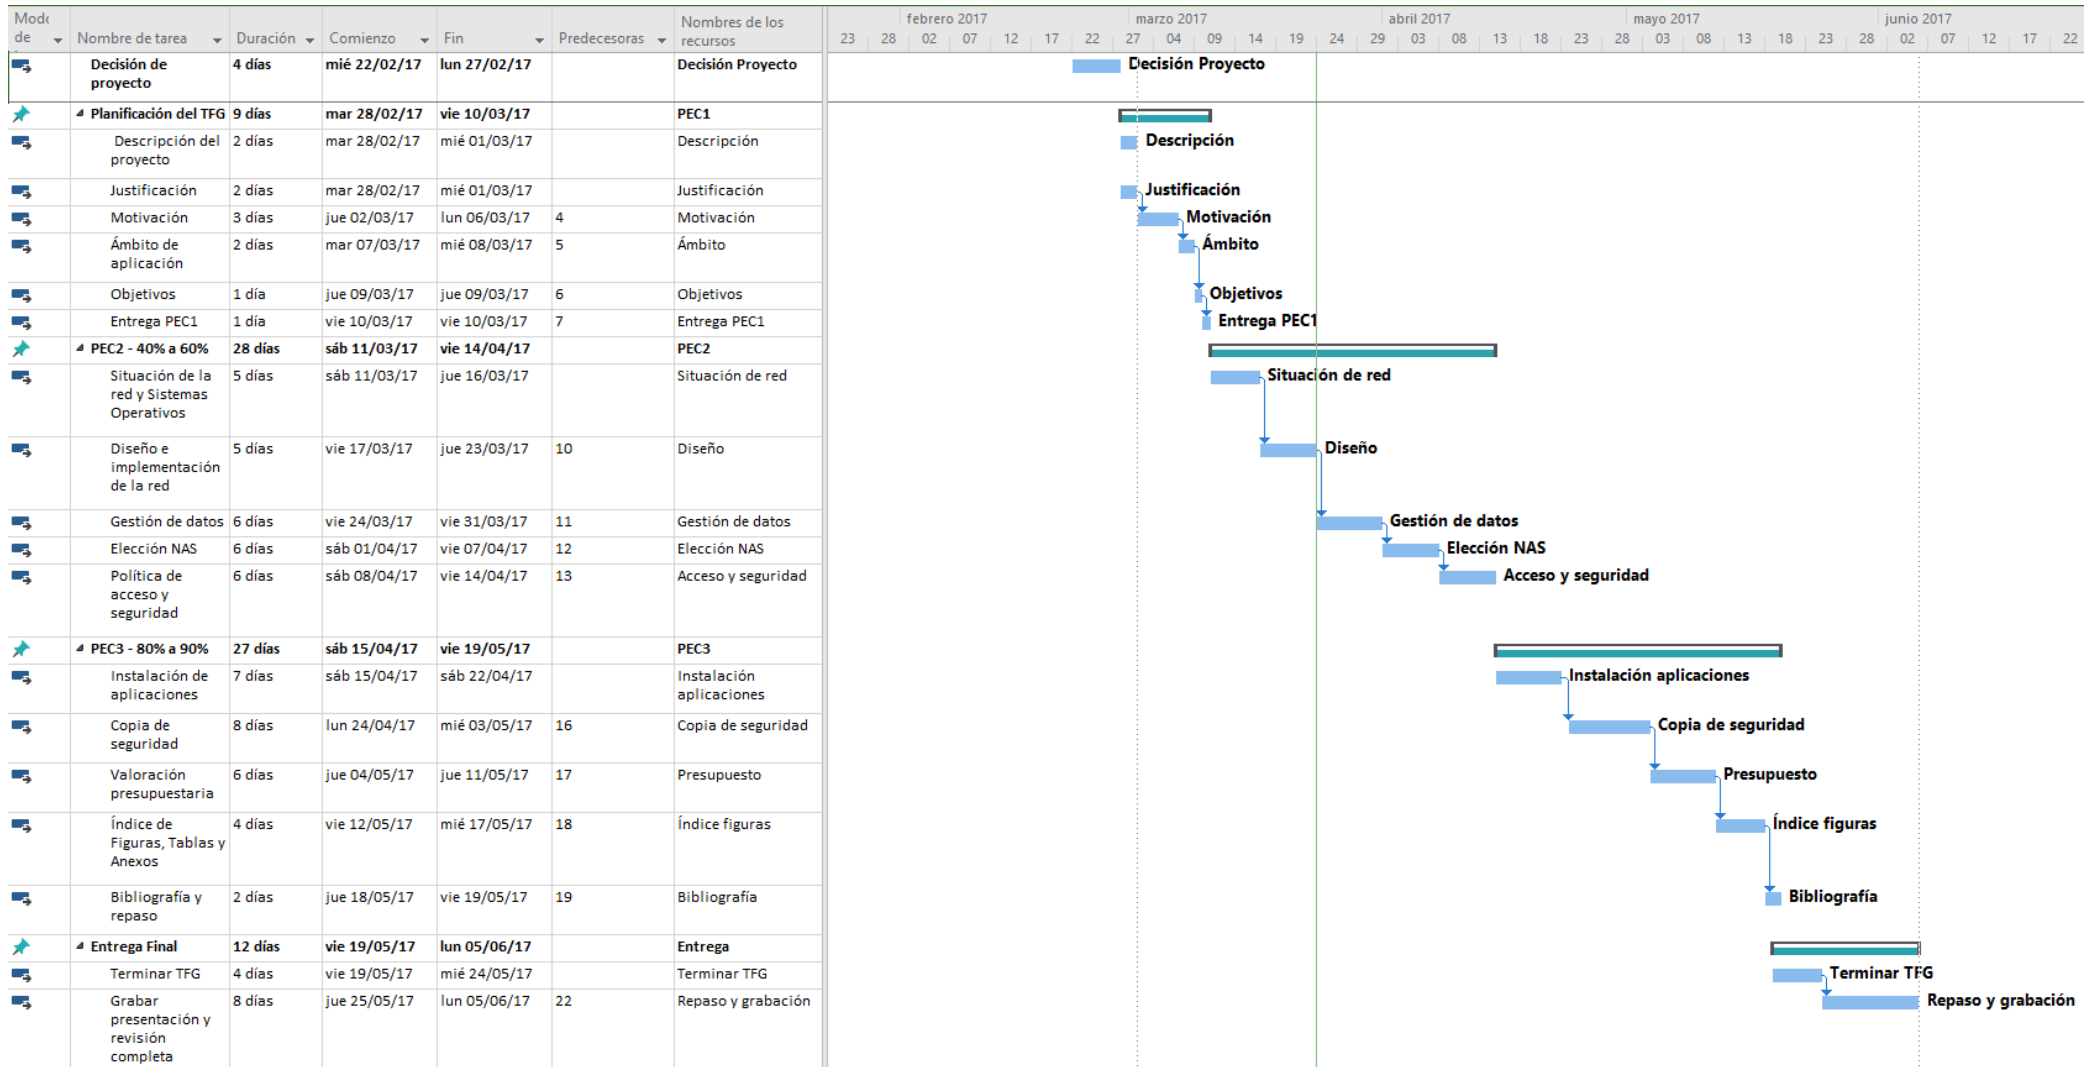 Modo de
Nombre de tarea
Duración
Comienzo
Fin
Predecesoras
Nombres de los
recursos
febrero 2017
marzo 2017
abril 2017
mayo 2017
junio 2017
23 28 02 07 12 17 22 27 04 09 14 19 24 29 03 08 13 18 23 28 03 08 13 18 23 28 02 07 12 17 22
Decisión de
proyecto
4 días
mié 22/02/17
lun 27/02/17
Decisión Proyecto
Decisión Proyecto
Planificación del TFG
9 días
mar 28/02/17
vie 10/03/17
PEC1
Descripción del
proyecto
2 días
mar 28/02/17
mié 01/03/17
Descripción
Descripción
Justificación
2 días
mar 28/02/17
mié 01/03/17
Justificación
Justificación
Motivación
3 días
jue 02/03/17
lun 06/03/17
4
Motivación
Motivación
Ámbito de
aplicación
2 días
mar 07/03/17
mié 08/03/17
5
Ámbito
Ámbito
Objetivos
1 día
jue 09/03/17
jue 09/03/17
6
Objetivos
Objetivos
Entrega PEC1
1 día
vie 10/03/17
vie 10/03/17
7
Entrega PEC1
Entrega PEC1
PEC2 - 40% a 60%
28 días
sáb 11/03/17
vie 14/04/17
PEC2
Situación de la
red y Sistemas
Operativos
5 días
sáb 11/03/17
jue 16/03/17
Situación de red
Situación de red
Diseño e
implementación
de la red
5 días
vie 17/03/17
jue 23/03/17
10
Diseño
Diseño
Gestión de datos
6 días
vie 24/03/17
vie 31/03/17
11
Gestión de datos
Gestión de datos
Elección NAS
6 días
sáb 01/04/17
vie 07/04/17
12
Elección NAS
Elección NAS
Política de
acceso y
seguridad
6 días
sáb 08/04/17
vie 14/04/17
13
Acceso y seguridad
Acceso y seguridad
PEC3 - 80% a 90%
27 días
sáb 15/04/17
vie 19/05/17
PEC3
Instalación de
aplicaciones
7 días
sáb 15/04/17
sáb 22/04/17
Instalación
aplicaciones
Instalación aplicaciones
Copia de
seguridad
8 días
lun 24/04/17
mié 03/05/17
16
Copia de seguridad
Copia de seguridad
Valoración
presupuestaria
6 días
jue 04/05/17
jue 11/05/17
17
Presupuesto
Presupuesto
Índice de
Figuras, Tablas y
Anexos
4 días
vie 12/05/17
mié 17/05/17
18
Índice figuras
Índice figuras
Bibliografía y
repaso
2 días
jue 18/05/17
vie 19/05/17
19
Bibliografía
Bibliografía
Entrega Final
12 días
vie 19/05/17
lun 05/06/17
Entrega
Terminar TFG
4 días
vie 19/05/17
mié 24/05/17
Terminar TFG
Terminar TFG
Grabar
presentación y
revisión
completa
8 días
jue 25/05/17
lun 05/06/17
22
Repaso y grabación
Repaso y grabación